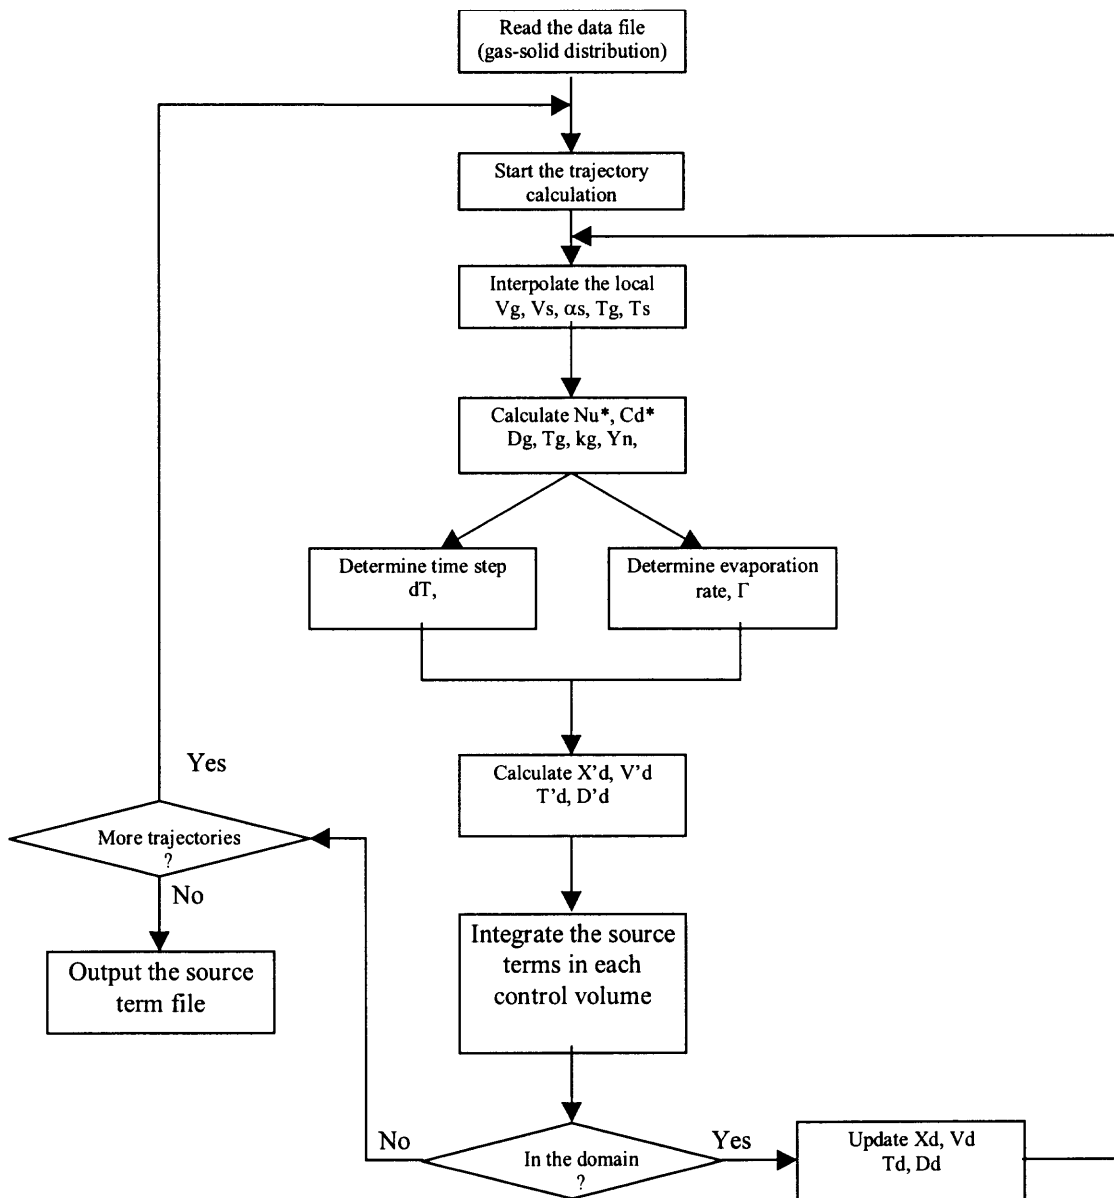 Read the data file
(gas-solid distribution)
Start the trajectory
calculation
Interpolate the local
Vg, Vs, αs, Tg, Ts
Calculate Nu*, Cd*
Dg, Tg, kg, Yn,
Determine time step
dT,
Determine evaporation
rate, Γ
Calculate X'd, V'd
T'd, D'd
Yes
More trajectories
?
No
Output the source
term file
Integrate the source
terms in each
control volume
No
In the domain
?
Yes
Update Xd, Vd
Td, Dd